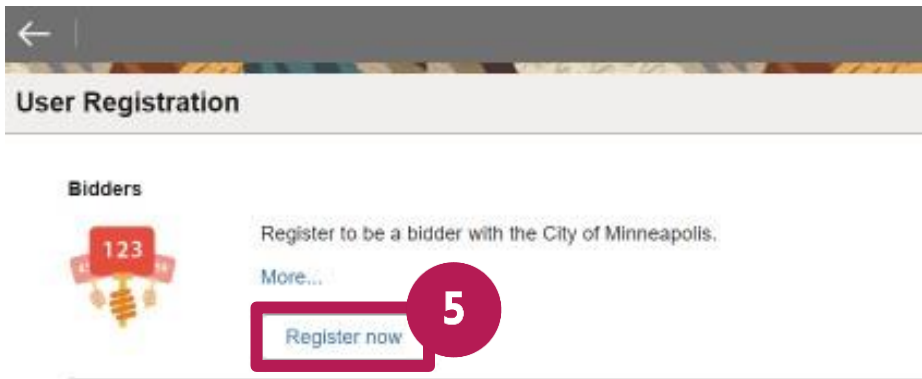 User Registration
Bidders
123
Register to be a bidder with the City of Minneapolis.
More...
Register now
5